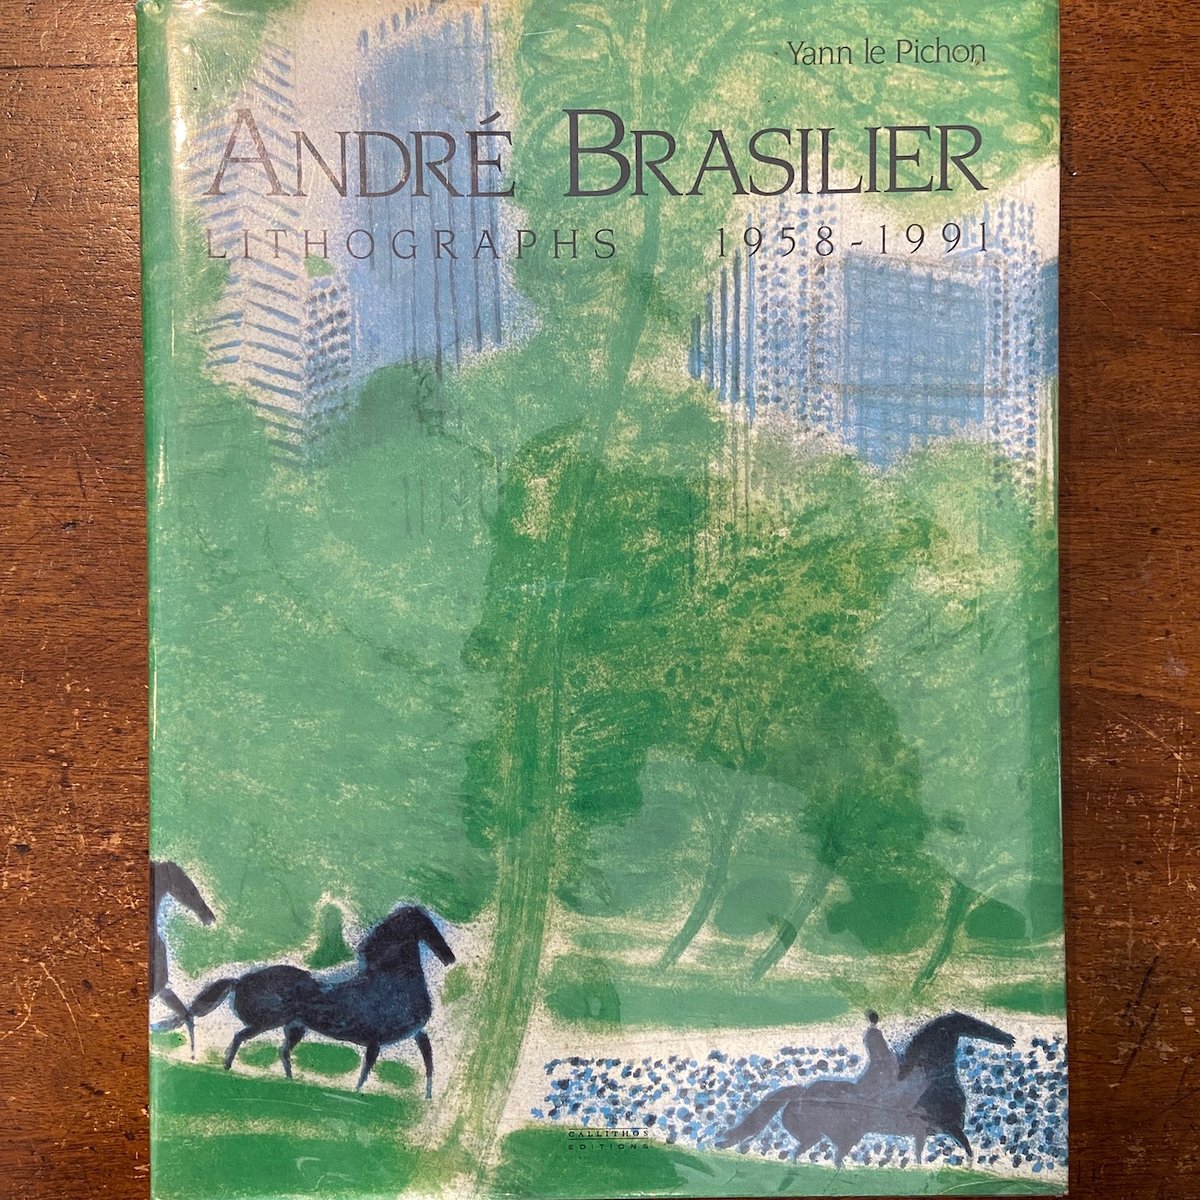 Yann le Pichon
ANDRÉ BRASILIER
LITHOGRAPHS 1958-1991
CALLITHOS
EDITIONS